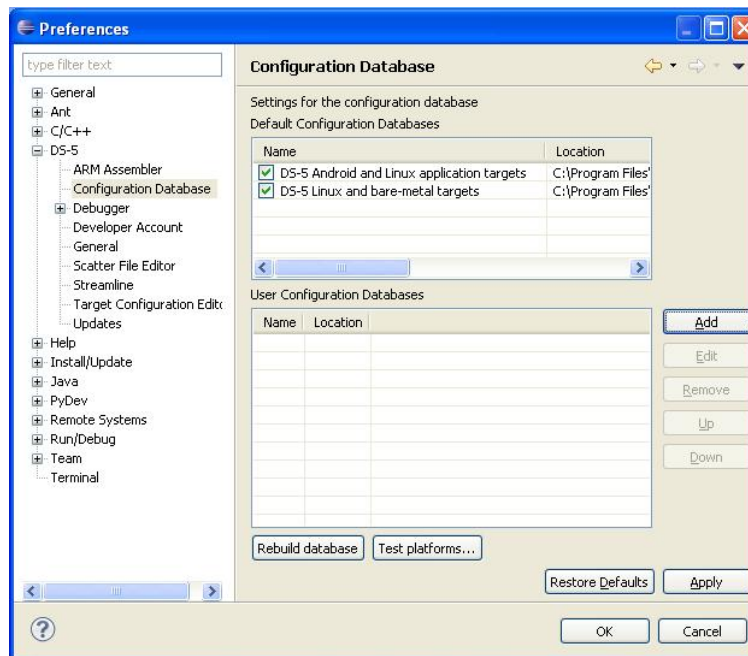 Preferences
type filter text
General
Ant
C/C++
DS-5
ARM Assembler
Configuration Database
Debugger
Developer Account
General
Scatter File Editor
Streamline
Target Configuration Edito
Updates
Help
Install/Update
Java
PyDev
Remote Systems
Run/Debug
Team
Terminal
Configuration Database
Settings for the configuration database
Default Configuration Databases
Name Location
DS-5 Android and Linux application targets C:\Program Files'
DS-5 Linux and bare-metal targets C:\Program Files'
User Configuration Databases
Name Location
Add
Edit
Remove
Up
Down
Rebuild database Test platforms...
Restore Defaults Apply
OK Cancel